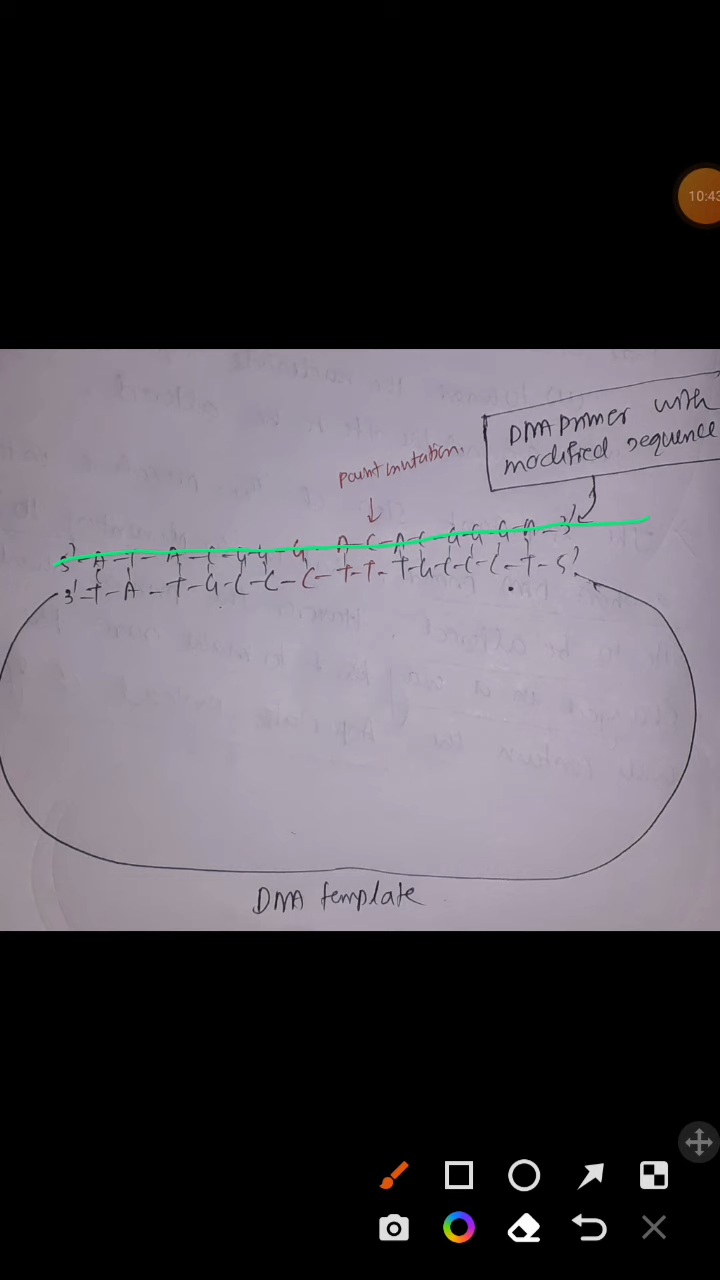 10:43
DNA primer with
modified sequence
point mutation.
5'-A-T-A-C-G-G-G-A-C-A-C-G-G-G-A-3'
3'-T-A-T-G-C-C-C-T-T-T-G-C-C-C-T-5'
DNA template